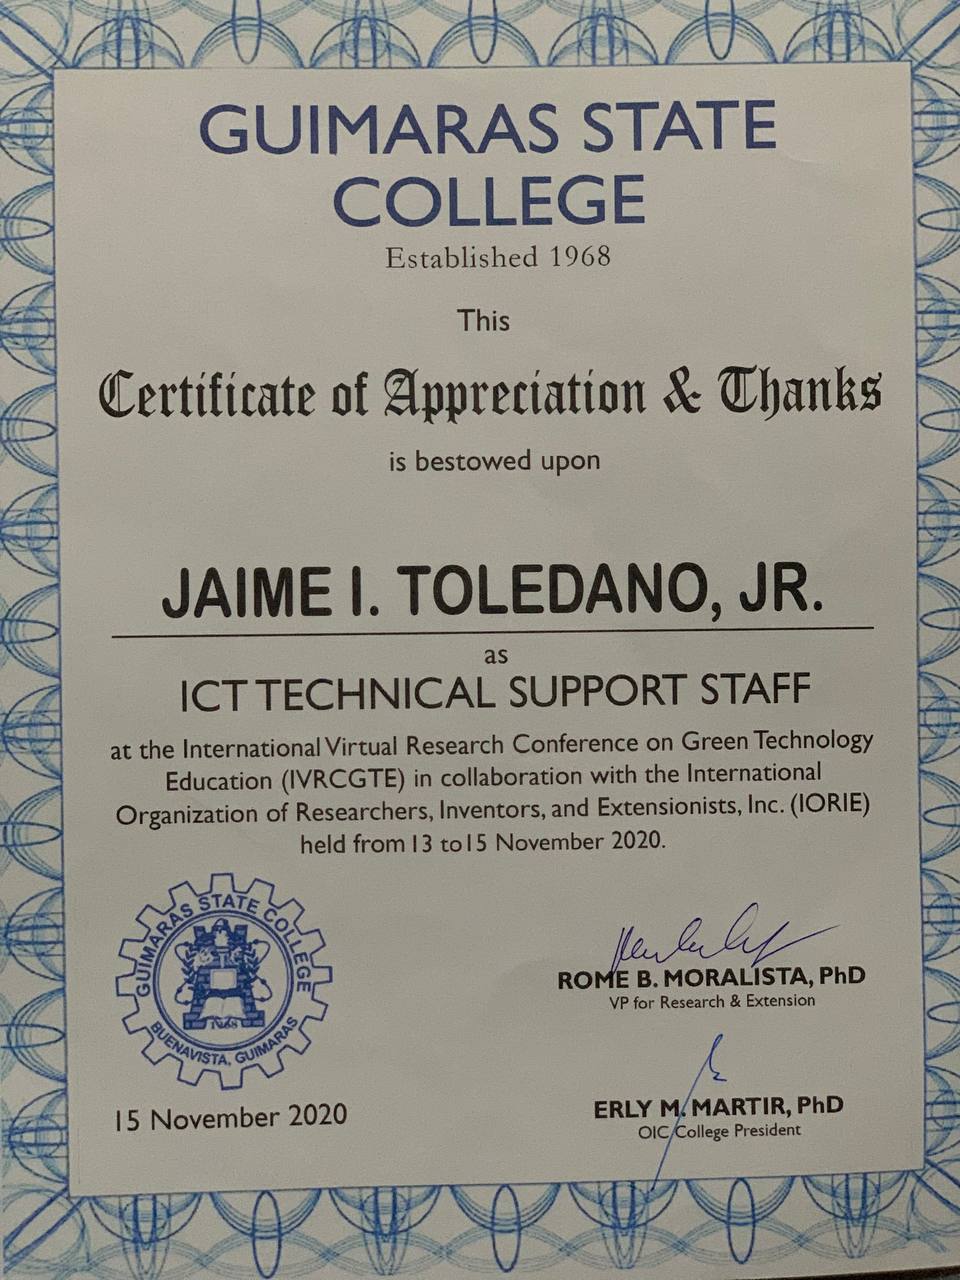 GUIMARAS STATE
COLLEGE
Established 1968
This
Certificate of Appreciation & Thanks
is bestowed upon
JAIME I. TOLEDANO, JR.
as
ICT TECHNICAL SUPPORT STAFF
at the International Virtual Research Conference on Green Technology
Education (IVRCGTE) in collaboration with the International
Organization of Researchers, Inventors, and Extensionists, Inc. (IORIE)
held from 13 to15 November 2020.
GUIMARAS STATE COLLEGE
1968
BUENAVISTA, GUIMARAS
ROME B. MORALISTA, PhD
VP for Research & Extension
15 November 2020
ERLY M. MARTIR, PhD
OIC College President